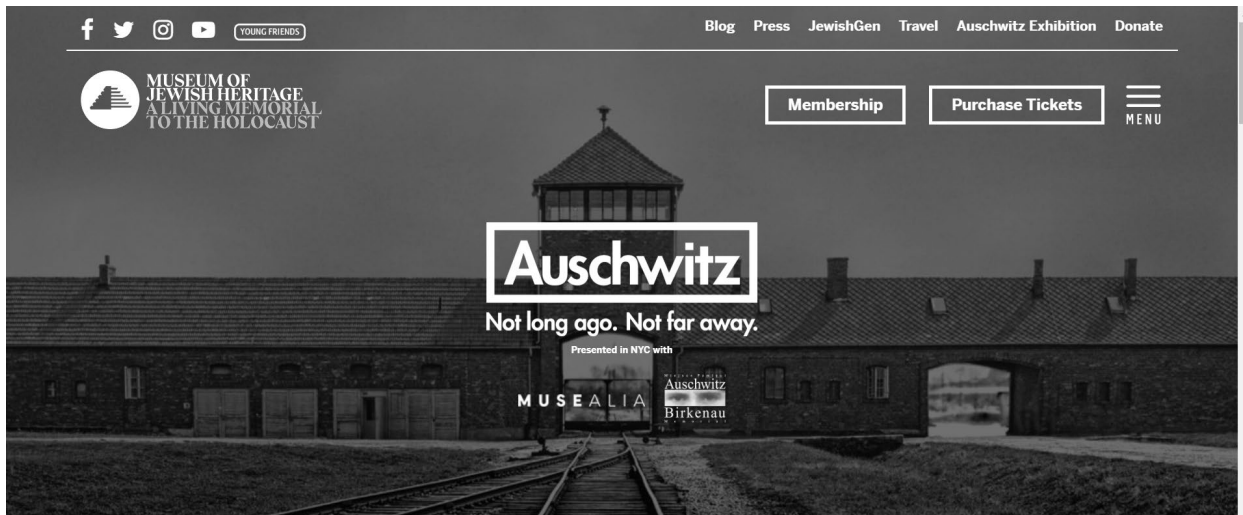 YOUNG FRIENDS
Blog Press JewishGen Travel Auschwitz Exhibition Donate
MUSEUM OF
JEWISH HERITAGE
A LIVING MEMORIAL
TO THE HOLOCAUST
Membership
Purchase Tickets
MENU
Auschwitz
Not long ago. Not far away.
Presented in NYC with
MUSEALIA
Auschwitz
Birkenau